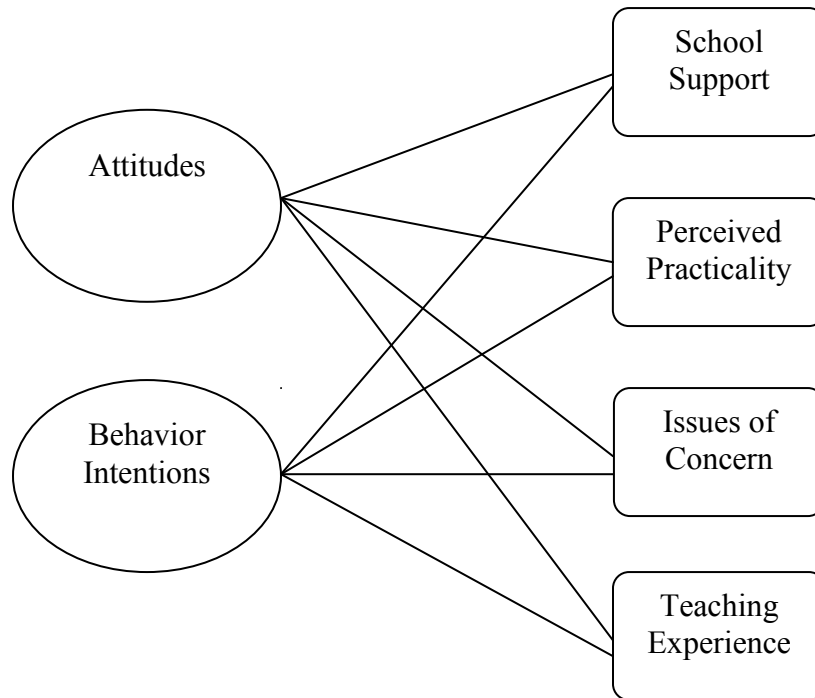 School
Support
Attitudes
Perceived
Practicality
Behavior
Intentions
Issues of
Concern
Teaching
Experience